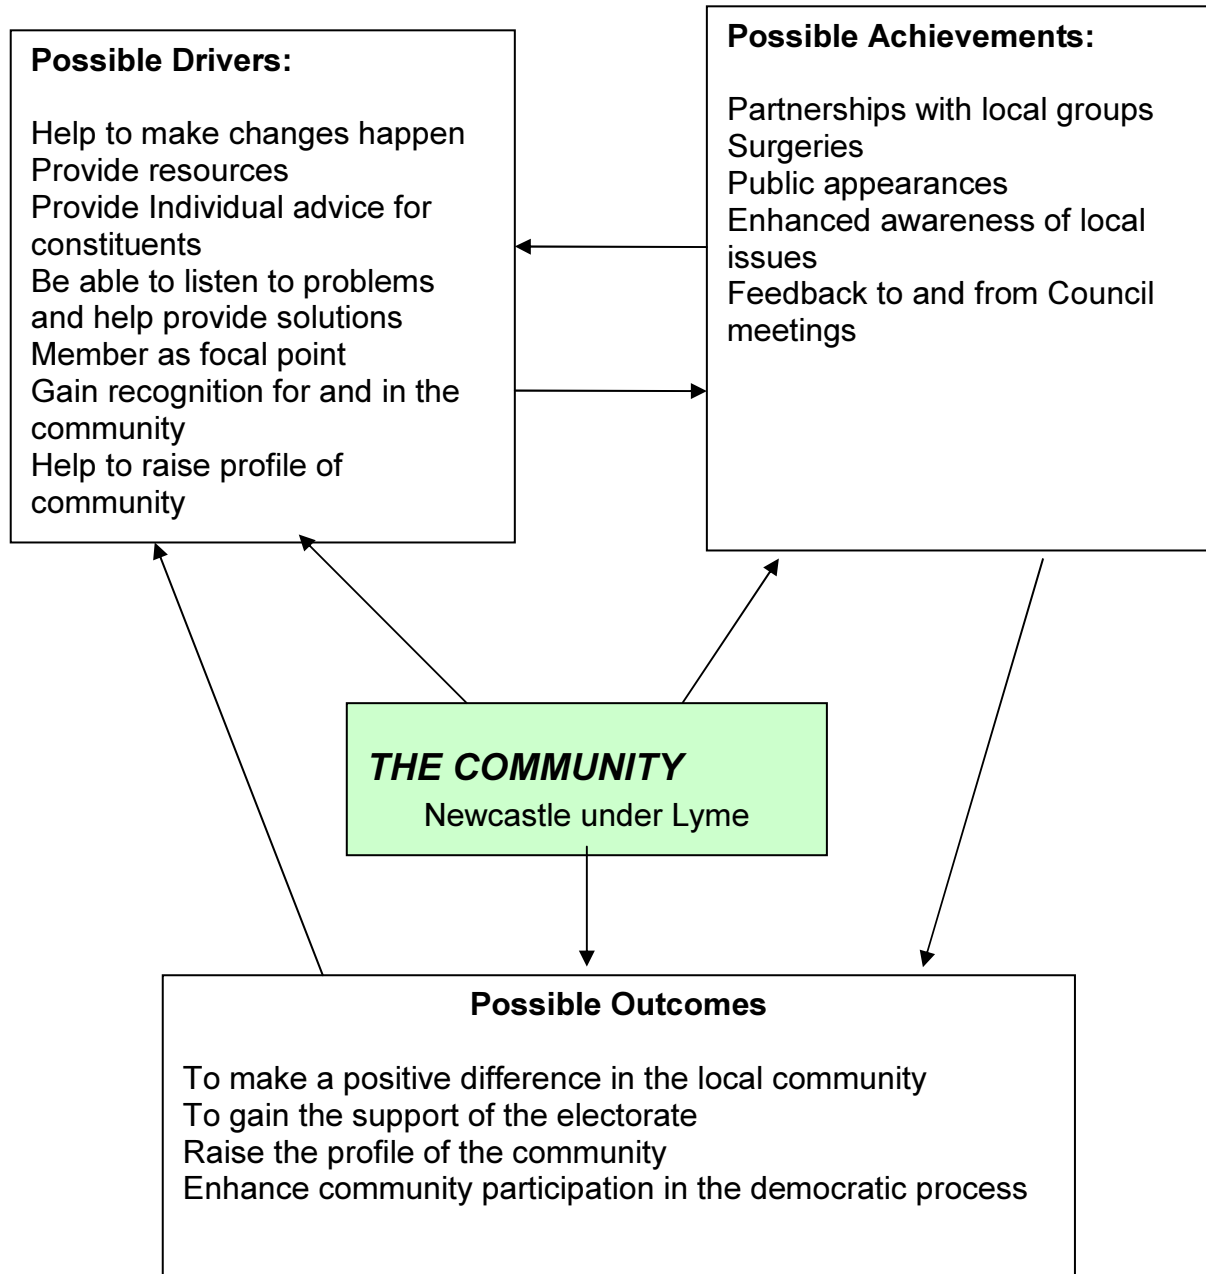 Possible Drivers:
Help to make changes happen
Provide resources
Provide Individual advice for
constituents
Be able to listen to problems
and help provide solutions
Member as focal point
Gain recognition for and in the
community
Help to raise profile of
community
Possible Achievements:
Partnerships with local groups
Surgeries
Public appearances
Enhanced awareness of local
issues
Feedback to and from Council
meetings
THE COMMUNITY
Newcastle under Lyme
Possible Outcomes
To make a positive difference in the local community
To gain the support of the electorate
Raise the profile of the community
Enhance community participation in the democratic process